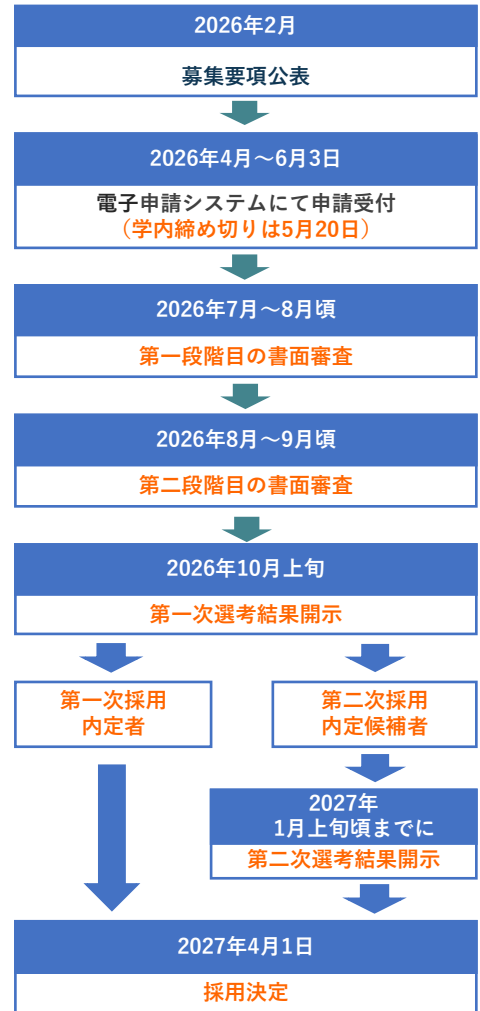 2026年2月
募集要項公表
2026年4月～6月3日
電子申請システムにて申請受付
（学内締め切りは5月20日）
2026年7月～8月頃
第一段階目の書面審査
2026年8月～9月頃
第二段階目の書面審査
2026年10月上旬
第一次選考結果開示
第一次採用
内定者
第二次採用
内定候補者
2027年
1月上旬頃までに
第二次選考結果開示
2027年4月1日
採用決定